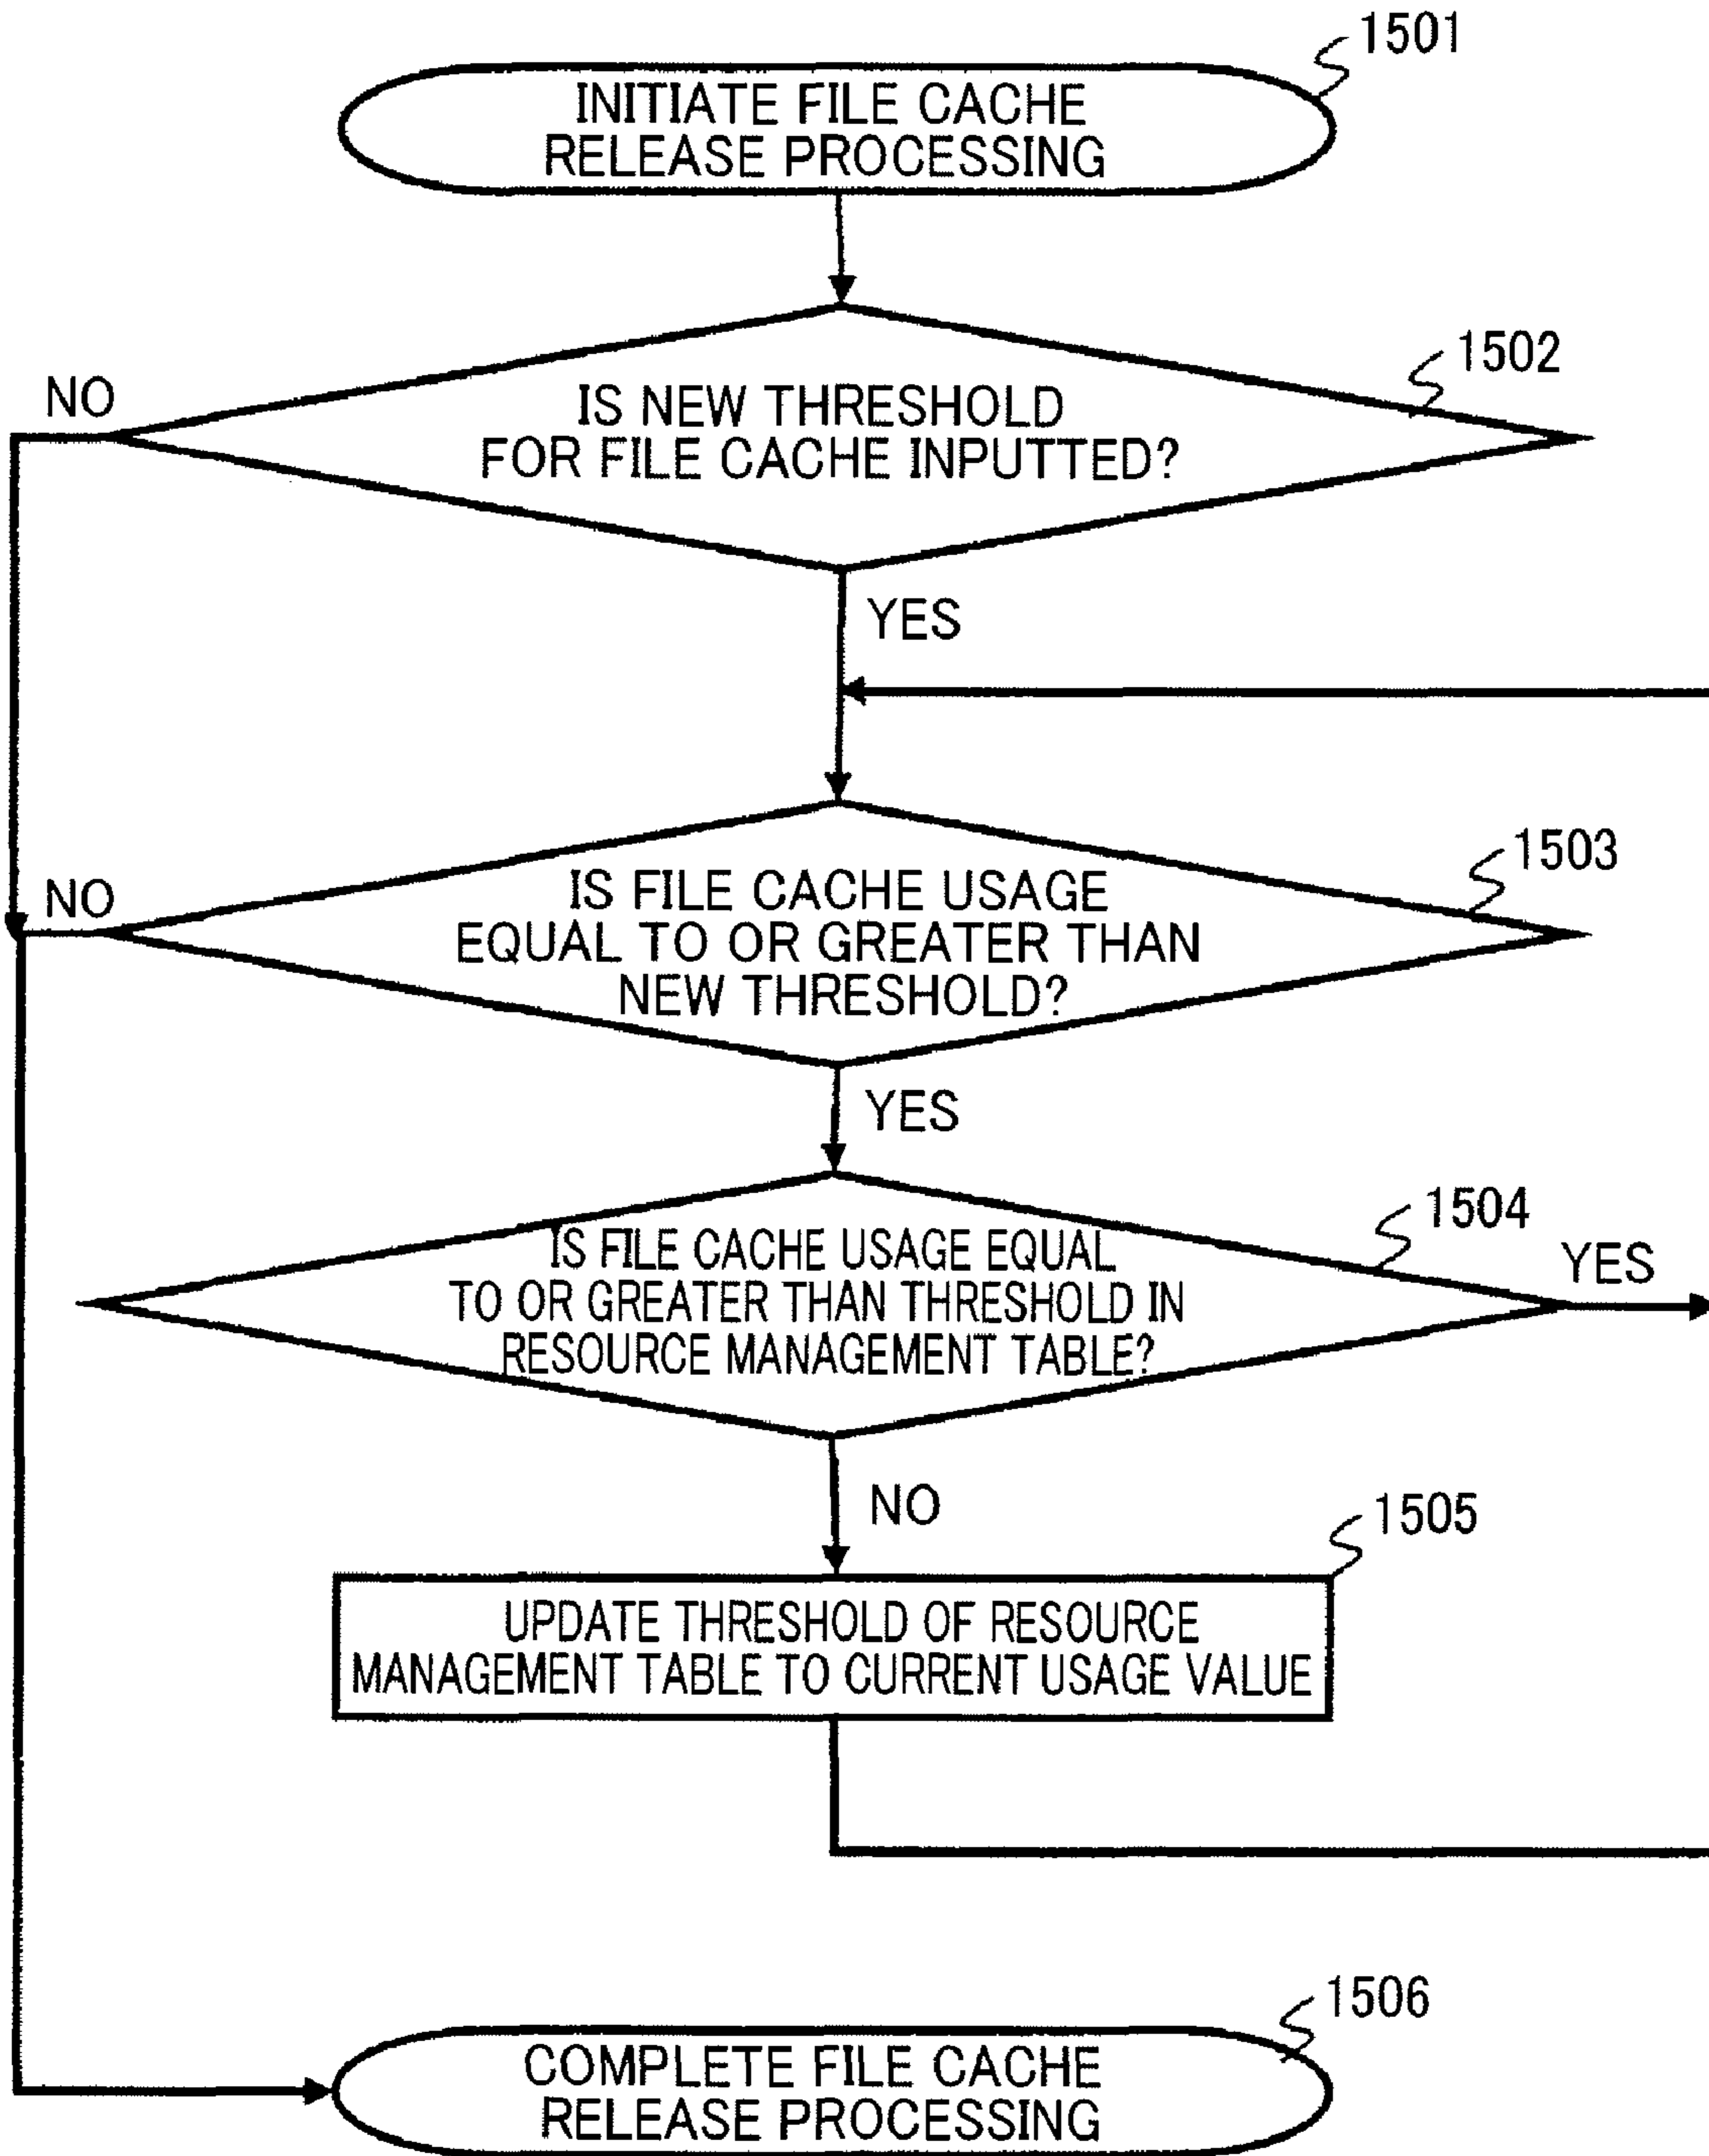 1501
INITIATE FILE CACHE
RELEASE PROCESSING
1502
NO
IS NEW THRESHOLD
FOR FILE CACHE INPUTTED?
YES
1503
NO
IS FILE CACHE USAGE
EQUAL TO OR GREATER THAN
NEW THRESHOLD?
YES
1504
IS FILE CACHE USAGE EQUAL
TO OR GREATER THAN THRESHOLD IN
RESOURCE MANAGEMENT TABLE?
YES
NO
1505
UPDATE THRESHOLD OF RESOURCE
MANAGEMENT TABLE TO CURRENT USAGE VALUE
1506
COMPLETE FILE CACHE
RELEASE PROCESSING